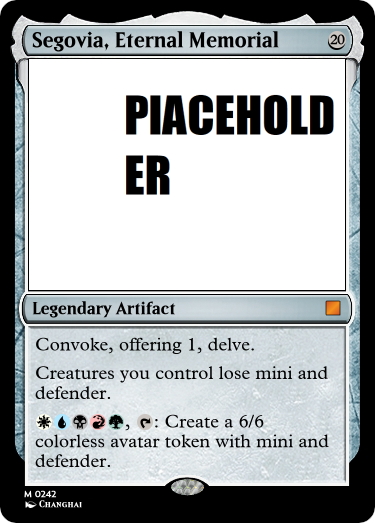 Segovia, Eternal Memorial 20
PIACEHOLD
ER
Legendary Artifact
Convoke, offering 1, delve.
Creatures you control lose mini and
defender.
, : Create a 6/6
colorless avatar token with mini and
defender.
M 0242
CHANGHAI